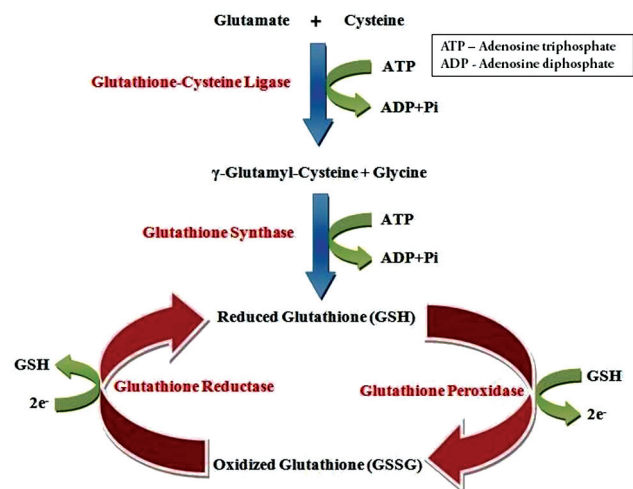 Glutamate + Cysteine
ATP – Adenosine triphosphate
ADP - Adenosine diphosphate
ATP
Glutathione-Cysteine Ligase
ADP+Pi
γ-Glutamyl-Cysteine + Glycine
ATP
Glutathione Synthase
ADP+Pi
Reduced Glutathione (GSH)
GSH
Glutathione Reductase
2e-
Glutathione Peroxidase
GSH
2e-
Oxidized Glutathione (GSSG)